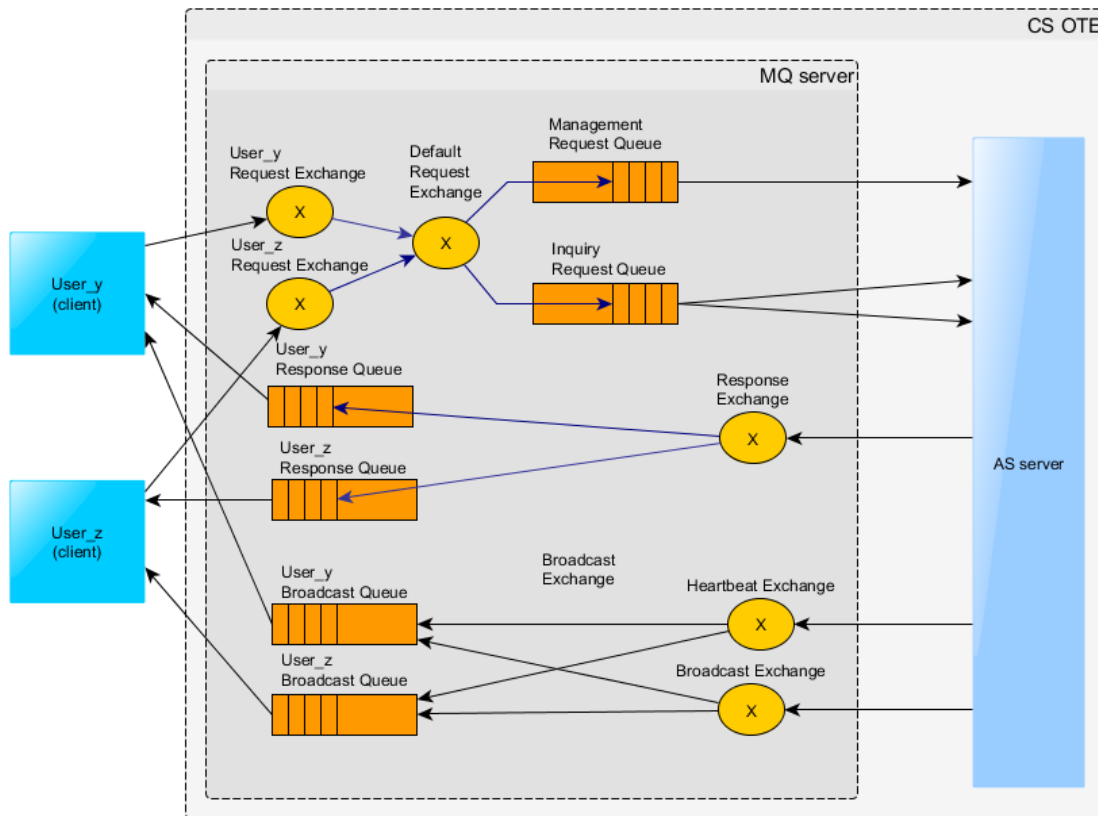 CS OTE
MQ server
Management
Request Queue
User_y
Request Exchange
Default
Request
Exchange
X
User_z
Request Exchange
X
X
Inquiry
Request Queue
User_y
(client)
User_y
Response Queue
Response
Exchange
X
User_z
Response Queue
AS server
User_z
(client)
Broadcast
Exchange
User_y
Broadcast Queue
Heartbeat Exchange
X
User_z
Broadcast Queue
Broadcast Exchange
X